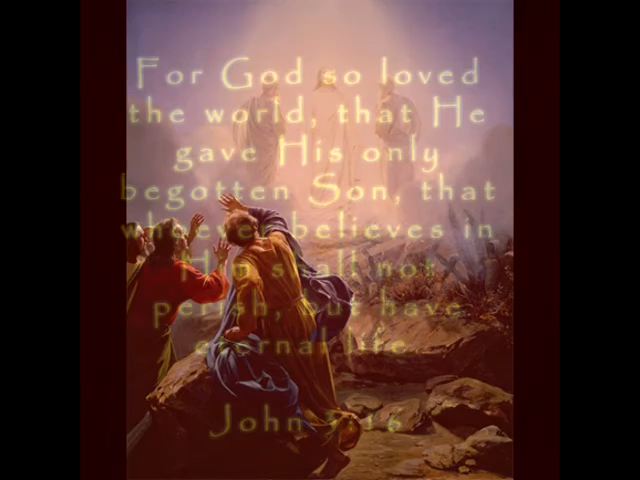 For God so loved
the world, that He
gave His only
begotten Son, that
whoever believes in
Him shall not
perish, but have
eternal life.
John 3:16